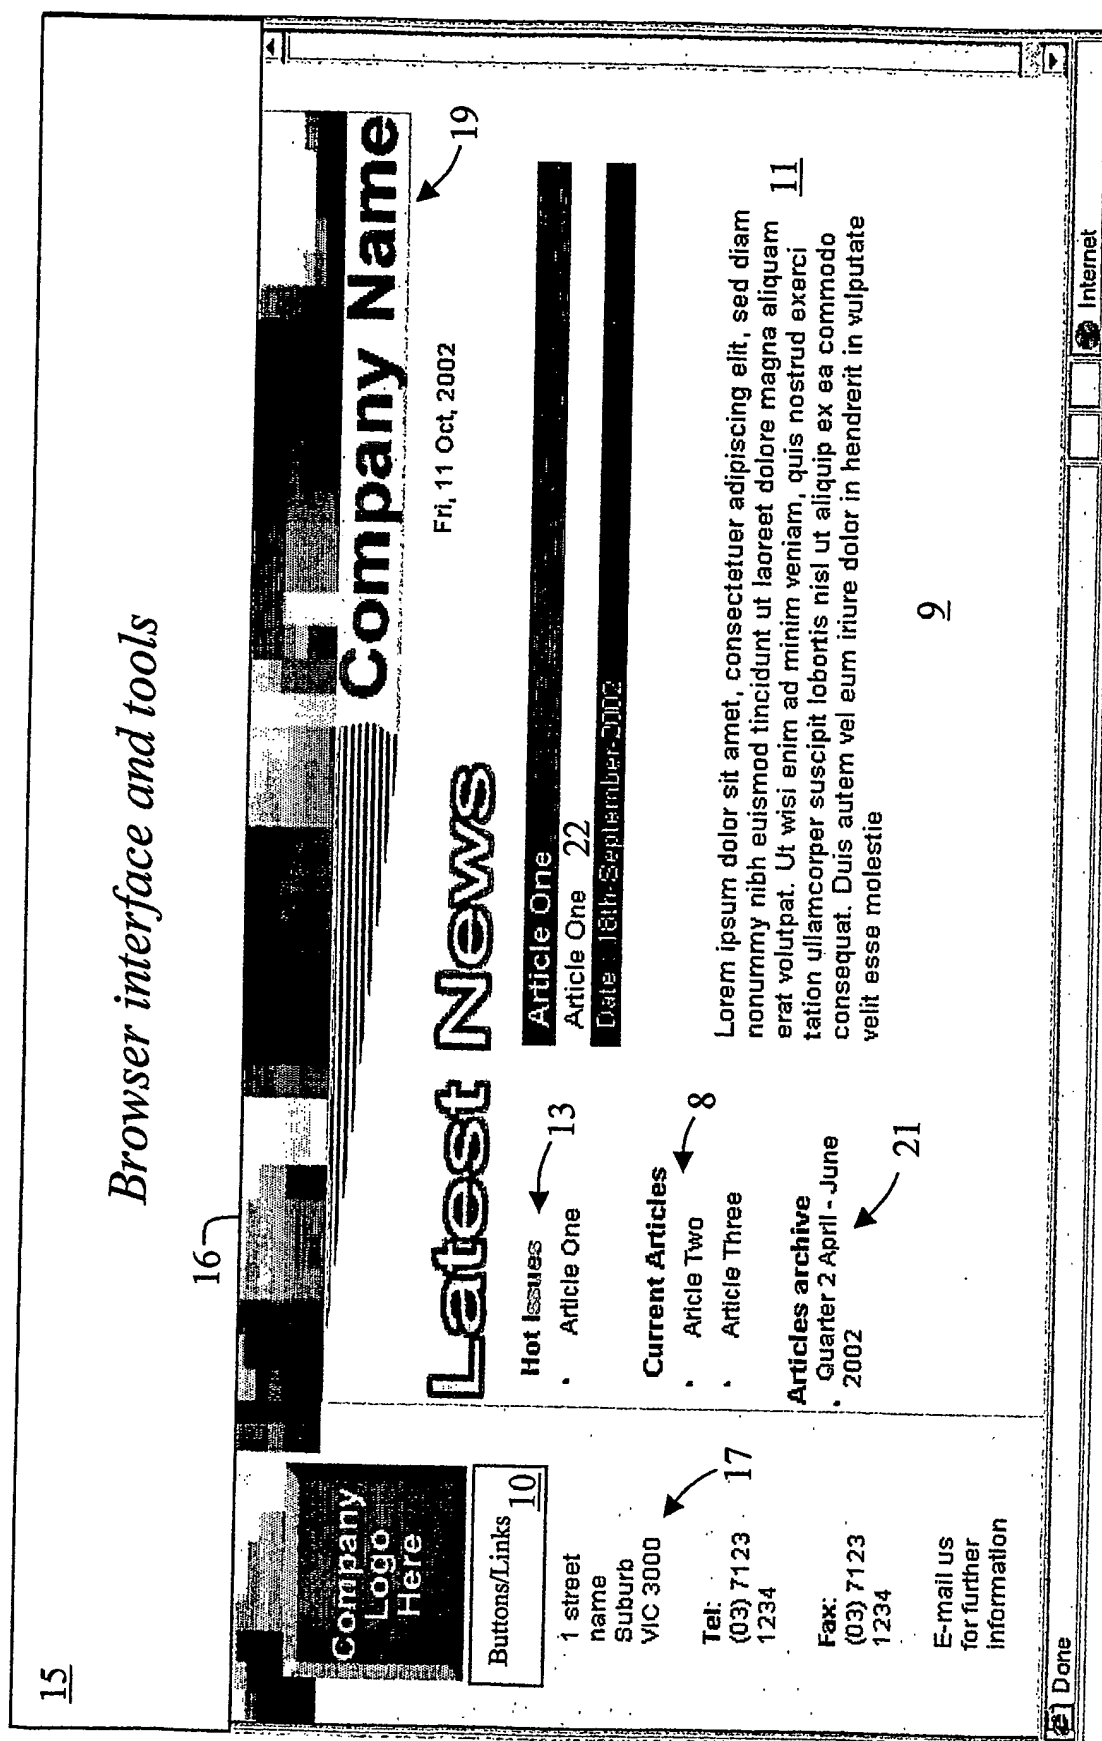 15
Browser interface and tools
16
Company
Logo
Here
Company Name
19
Buttons/Links 10
1 street
name
Suburb
VIC 3000
17
Tel:
(03) 7123
1234
Fax:
(03) 7123
1234
E-mail us
for further
information
Latest News
Fri, 11 Oct, 2002
Hot Issues
13
• Article One
Current Articles
8
• Aricle Two
• Article Three
Articles archive
• Quarter 2 April - June
2002
21
Article One
Article One 22
Date : 18th-September-2002
Lorem ipsum dolor sit amet, consectetuer adipiscing elit, sed diam
nonummy nibh euismod tincidunt ut laoreet dolore magna aliquam
erat volutpat. Ut wisi enim ad minim veniam, quis nostrud exerci
tation ullamcorper suscipit lobortis nisl ut aliquip ex ea commodo
consequat. Duis autem vel eum iriure dolor in hendrerit in vulputate
velit esse molestie
11
9
Done
Internet